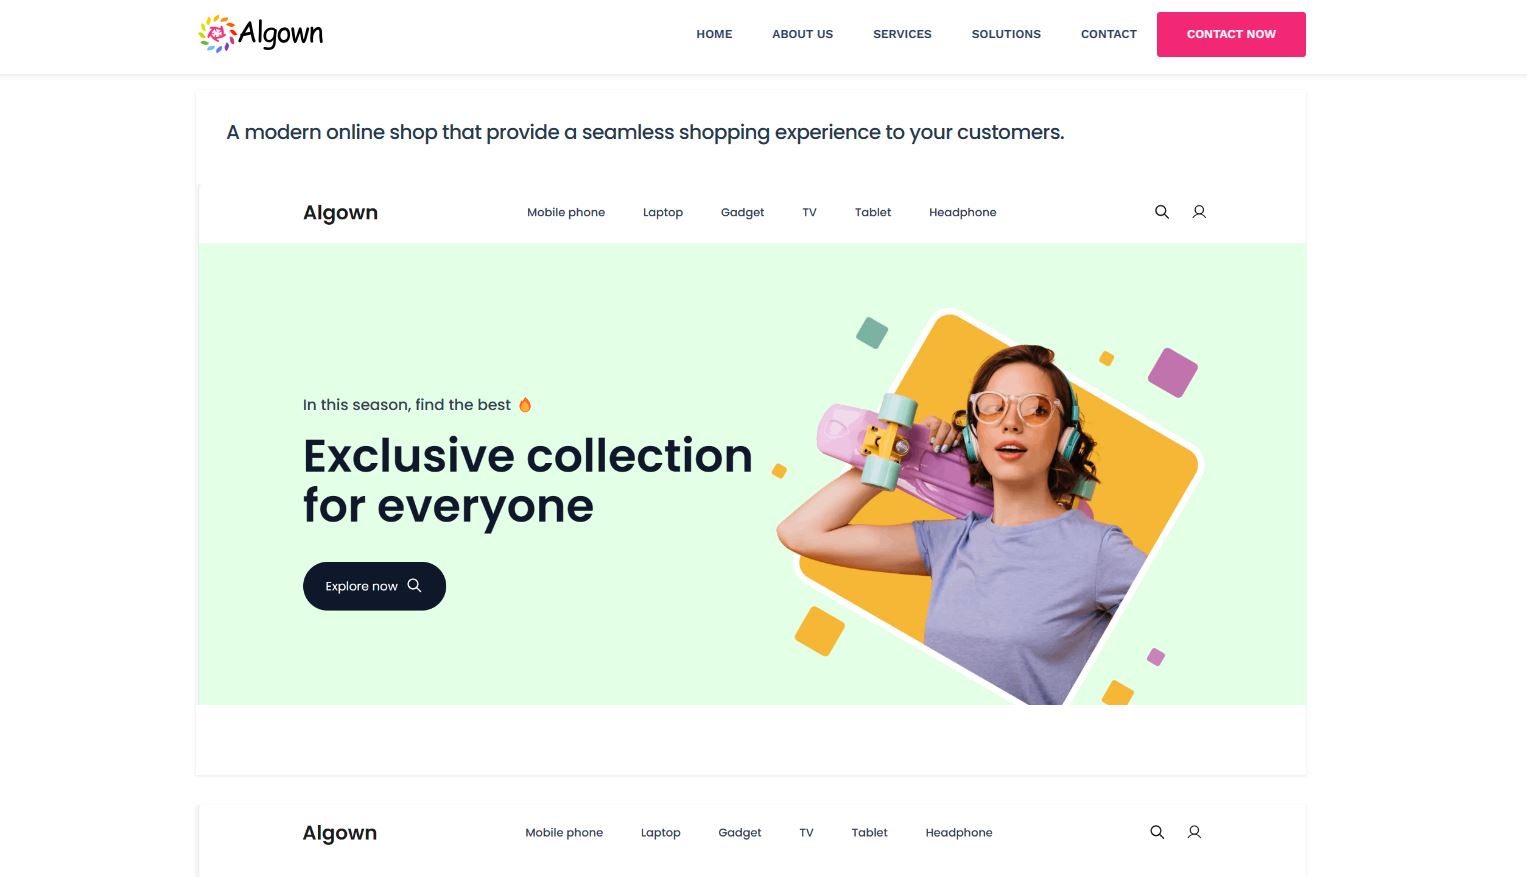 Algown
HOME ABOUT US SERVICES SOLUTIONS CONTACT CONTACT NOW
A modern online shop that provide a seamless shopping experience to your customers.
Algown Mobile phone Laptop Gadget TV Tablet Headphone
In this season, find the best 🔥
Exclusive collection
for everyone
Explore now
Algown Mobile phone Laptop Gadget TV Tablet Headphone